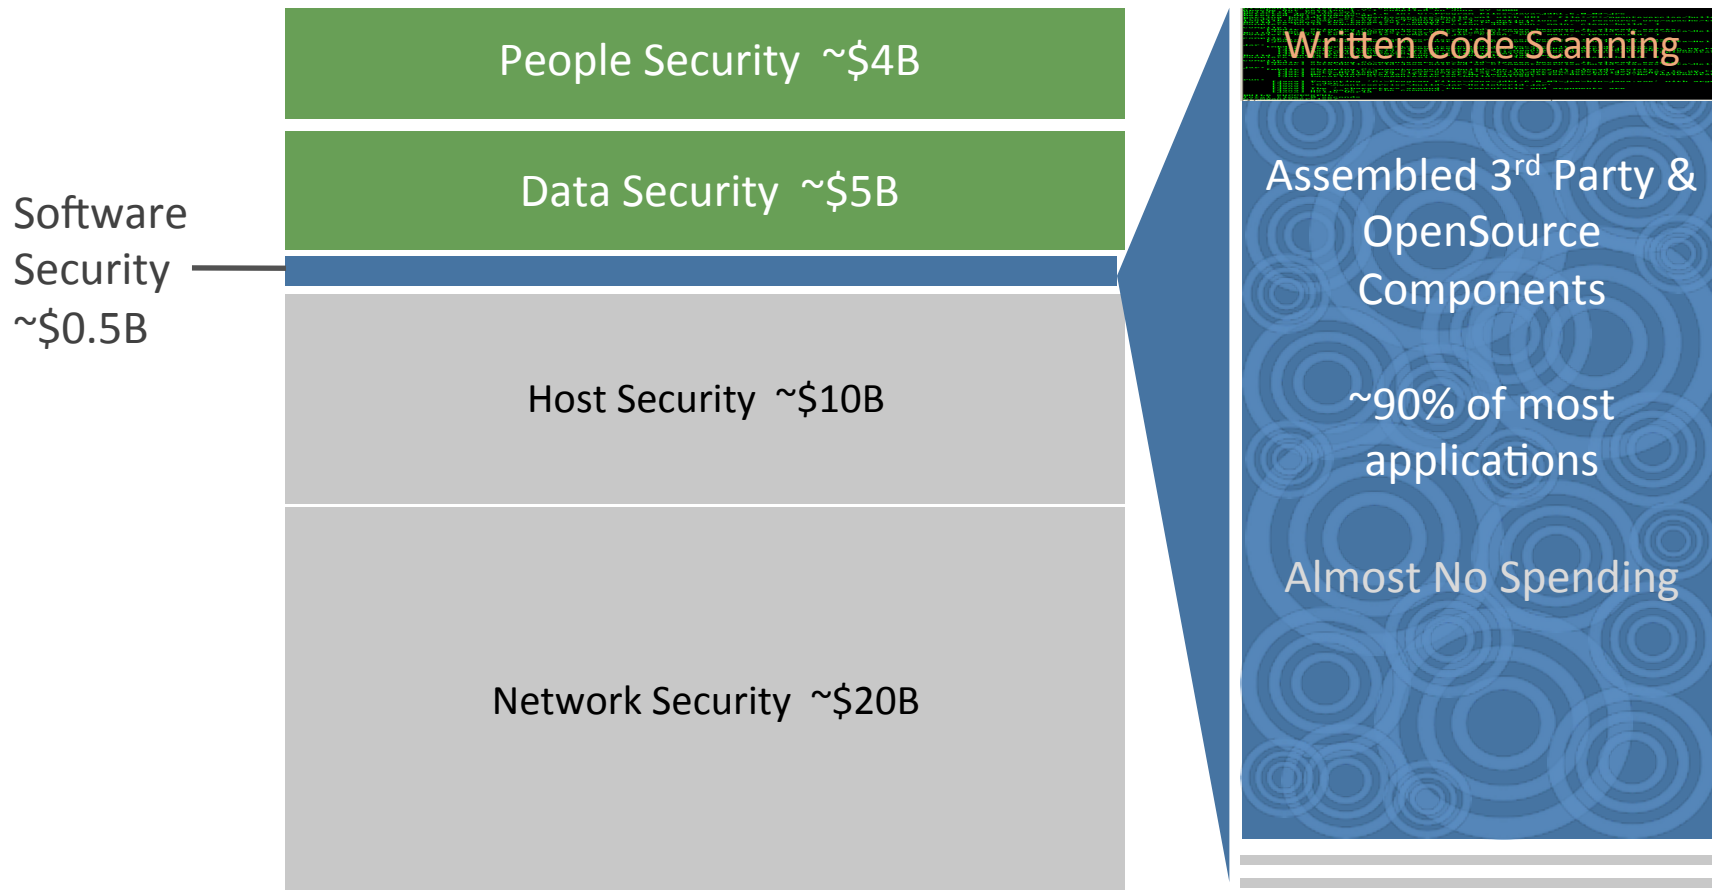 People Security ~$4B
Data Security ~$5B
Software
Security
~$0.5B
Host Security ~$10B
Network Security ~$20B
Written Code Scanning
Assembled 3rd Party &
OpenSource
Components
~90% of most
applications
Almost No Spending